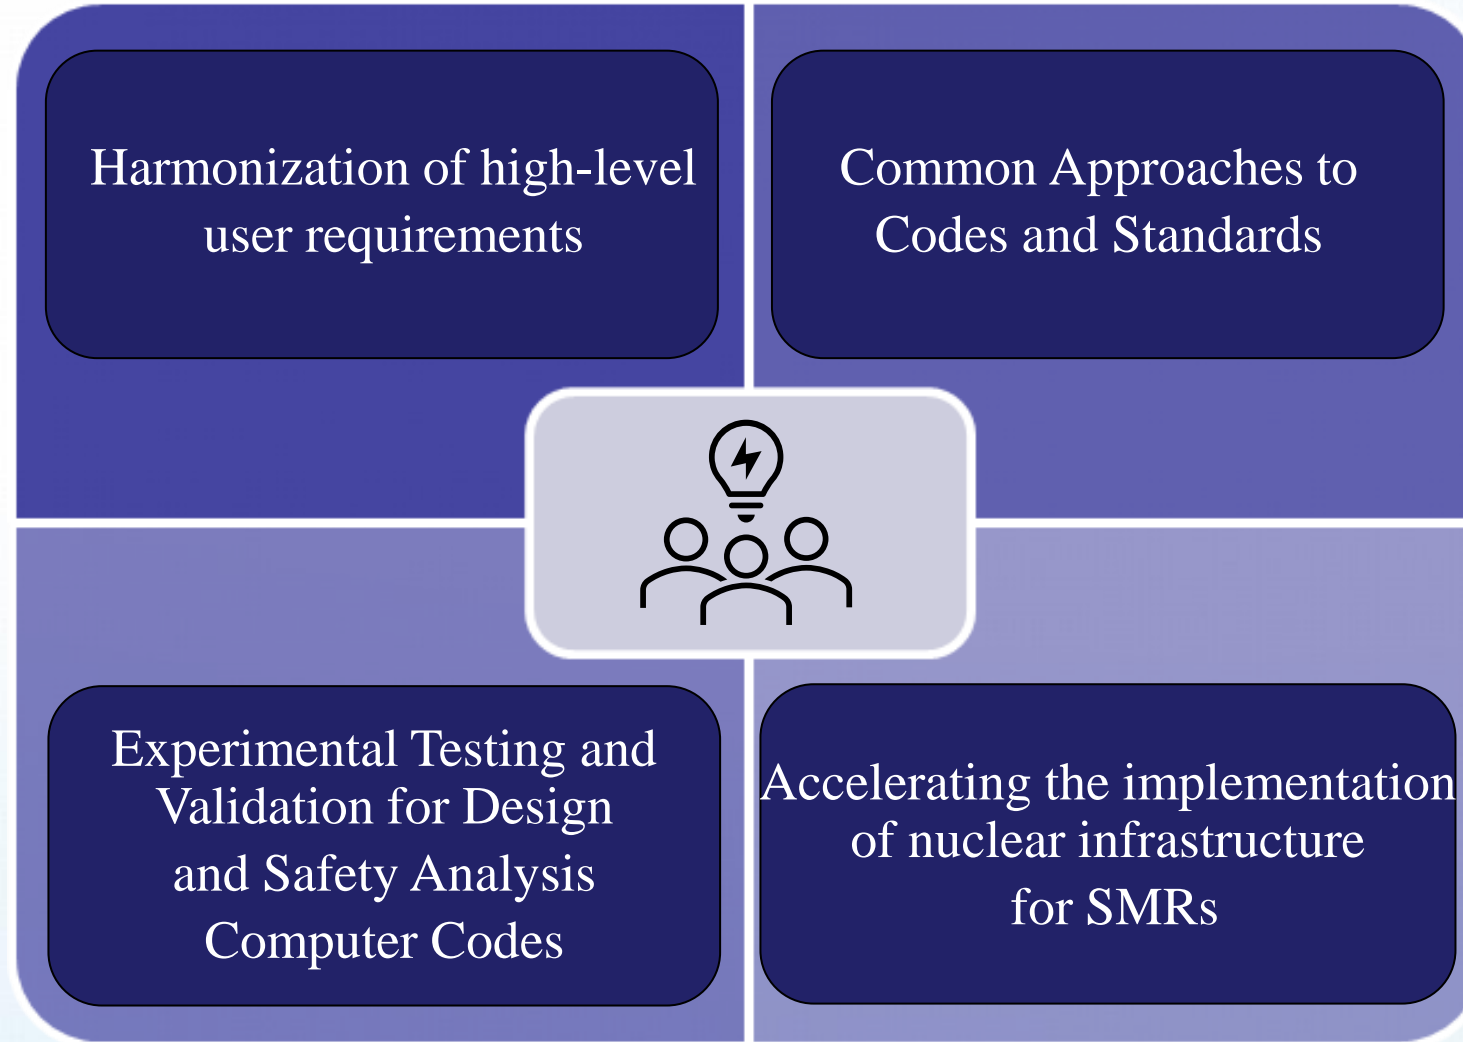 Harmonization of high-level
user requirements
Common Approaches to
Codes and Standards
Experimental Testing and
Validation for Design
and Safety Analysis
Computer Codes
Accelerating the implementation
of nuclear infrastructure
for SMRs